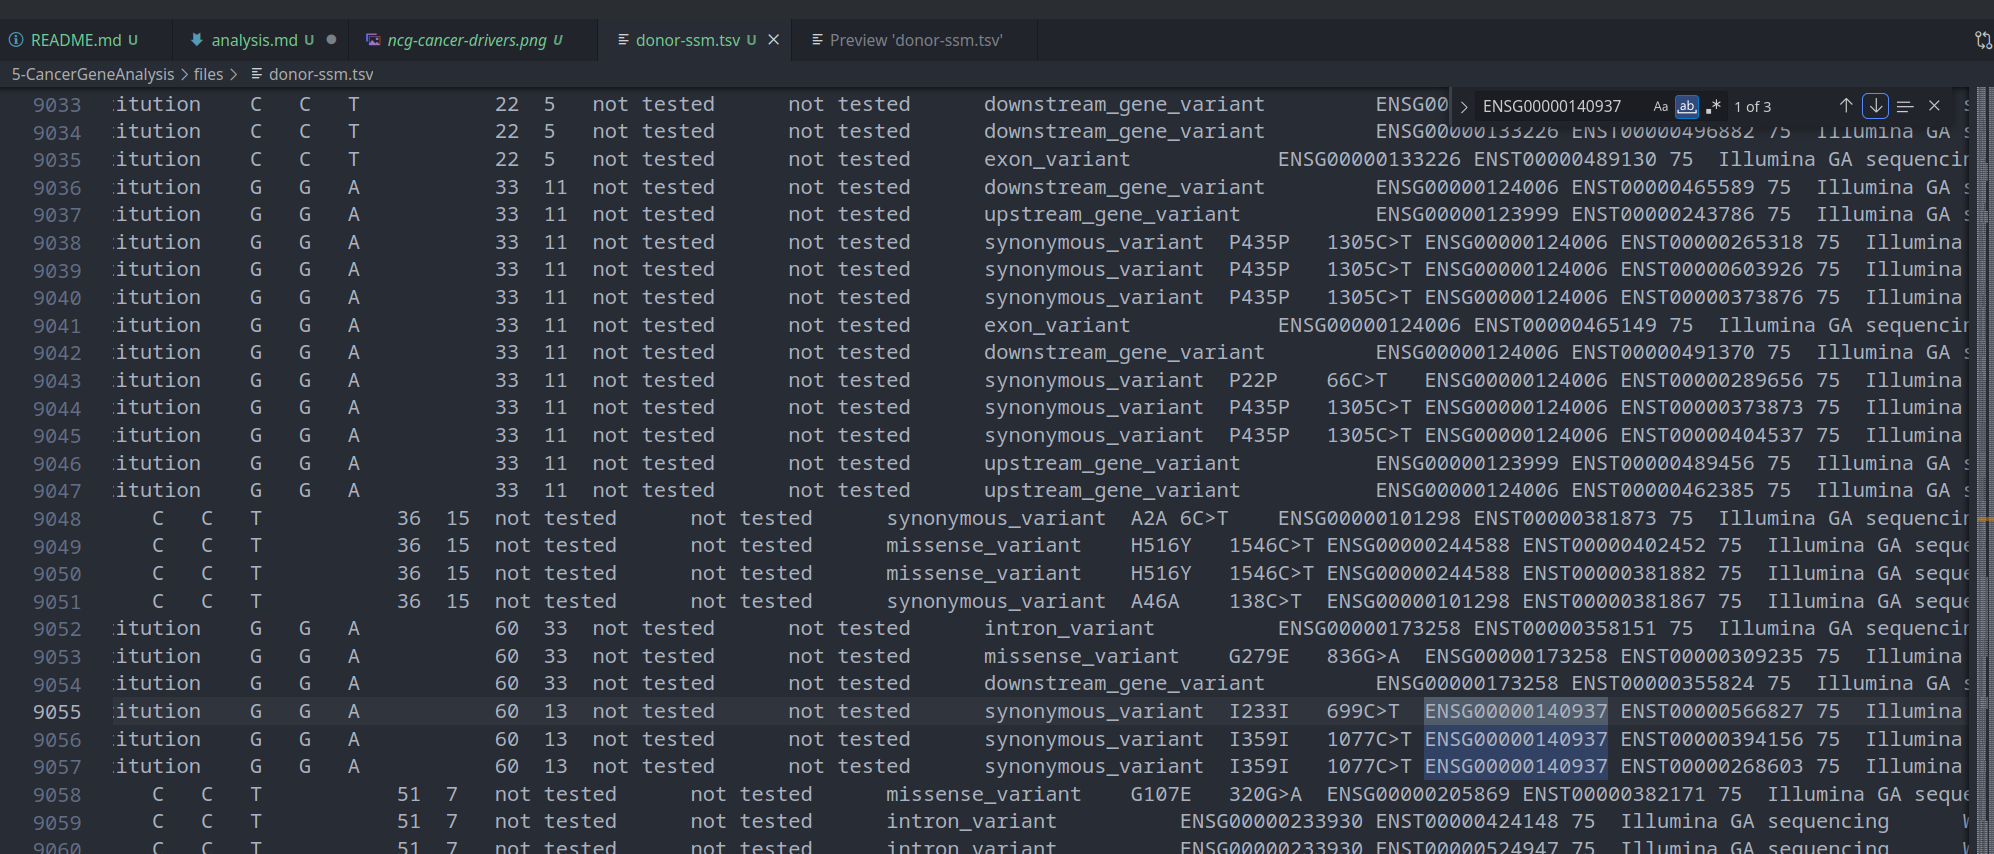 README.md U analysis.md U ncg-cancer-drivers.png U donor-ssm.tsv U Preview 'donor-ssm.tsv'
5-CancerGeneAnalysis > files > donor-ssm.tsv
> ENSG00000140937 Aa ab .* 1 of 3
9033 itution C C T 22 5 not tested not tested downstream_gene_variant ENSG00
9034 itution C C T 22 5 not tested not tested downstream_gene_variant ENSG00000133226 ENST00000496882 75 Illumina GA s
9035 itution C C T 22 5 not tested not tested exon_variant ENSG00000133226 ENST00000489130 75 Illumina GA sequencin
9036 itution G G A 33 11 not tested not tested downstream_gene_variant ENSG00000124006 ENST00000465589 75 Illumina GA s
9037 itution G G A 33 11 not tested not tested upstream_gene_variant ENSG00000123999 ENST00000243786 75 Illumina GA s
9038 itution G G A 33 11 not tested not tested synonymous_variant P435P 1305C>T ENSG00000124006 ENST00000265318 75 Illumina
9039 itution G G A 33 11 not tested not tested synonymous_variant P435P 1305C>T ENSG00000124006 ENST00000603926 75 Illumina
9040 itution G G A 33 11 not tested not tested synonymous_variant P435P 1305C>T ENSG00000124006 ENST00000373876 75 Illumina
9041 itution G G A 33 11 not tested not tested exon_variant ENSG00000124006 ENST00000465149 75 Illumina GA sequencin
9042 itution G G A 33 11 not tested not tested downstream_gene_variant ENSG00000124006 ENST00000491370 75 Illumina GA s
9043 itution G G A 33 11 not tested not tested synonymous_variant P22P 66C>T ENSG00000124006 ENST00000289656 75 Illumina
9044 itution G G A 33 11 not tested not tested synonymous_variant P435P 1305C>T ENSG00000124006 ENST00000373873 75 Illumina
9045 itution G G A 33 11 not tested not tested synonymous_variant P435P 1305C>T ENSG00000124006 ENST00000404537 75 Illumina
9046 itution G G A 33 11 not tested not tested upstream_gene_variant ENSG00000123999 ENST00000489456 75 Illumina GA s
9047 itution G G A 33 11 not tested not tested upstream_gene_variant ENSG00000124006 ENST00000462385 75 Illumina GA s
9048 C C T 36 15 not tested not tested synonymous_variant A2A 6C>T ENSG00000101298 ENST00000381873 75 Illumina GA sequencin
9049 C C T 36 15 not tested not tested missense_variant H516Y 1546C>T ENSG00000244588 ENST00000402452 75 Illumina GA seque
9050 C C T 36 15 not tested not tested missense_variant H516Y 1546C>T ENSG00000244588 ENST00000381882 75 Illumina GA seque
9051 C C T 36 15 not tested not tested synonymous_variant A46A 138C>T ENSG00000101298 ENST00000381867 75 Illumina GA seque
9052 itution G G A 60 33 not tested not tested intron_variant ENSG00000173258 ENST00000358151 75 Illumina GA sequencin
9053 itution G G A 60 33 not tested not tested missense_variant G279E 836G>A ENSG00000173258 ENST00000309235 75 Illumina
9054 itution G G A 60 33 not tested not tested downstream_gene_variant ENSG00000173258 ENST00000355824 75 Illumina GA s
9055 itution G G A 60 13 not tested not tested synonymous_variant I233I 699C>T ENSG00000140937 ENST00000566827 75 Illumina
9056 itution G G A 60 13 not tested not tested synonymous_variant I359I 1077C>T ENSG00000140937 ENST00000394156 75 Illumina
9057 itution G G A 60 13 not tested not tested synonymous_variant I359I 1077C>T ENSG00000140937 ENST00000268603 75 Illumina
9058 C C T 51 7 not tested not tested missense_variant G107E 320G>A ENSG00000205869 ENST00000382171 75 Illumina GA seque
9059 C C T 51 7 not tested not tested intron_variant ENSG00000233930 ENST00000424148 75 Illumina GA sequencing W
9060 C C T 51 7 not tested not tested intron_variant ENSG00000233930 ENST00000524947 75 Illumina GA sequencing W